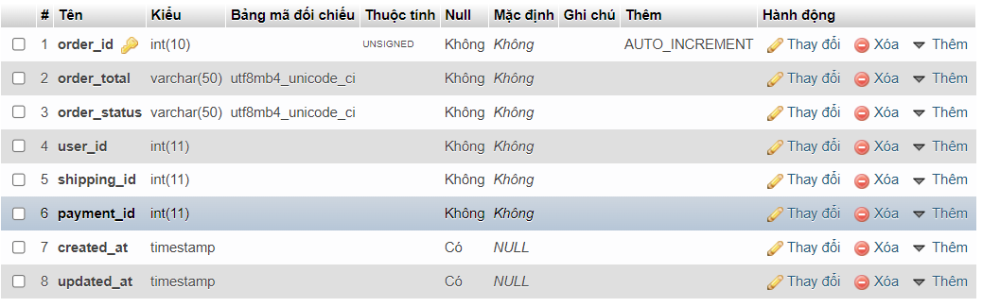 # Tên Kiểu Bảng mã đối chiếu Thuộc tính Null Mặc định Ghi chú Thêm Hành động
1 order_id int(10) UNSIGNED Không Không AUTO_INCREMENT Thay đổi Xóa Thêm
2 order_total varchar(50) utf8mb4_unicode_ci Không Không Thay đổi Xóa Thêm
3 order_status varchar(50) utf8mb4_unicode_ci Không Không Thay đổi Xóa Thêm
4 user_id int(11) Không Không Thay đổi Xóa Thêm
5 shipping_id int(11) Không Không Thay đổi Xóa Thêm
6 payment_id int(11) Không Không Thay đổi Xóa Thêm
7 created_at timestamp Có NULL Thay đổi Xóa Thêm
8 updated_at timestamp Có NULL Thay đổi Xóa Thêm